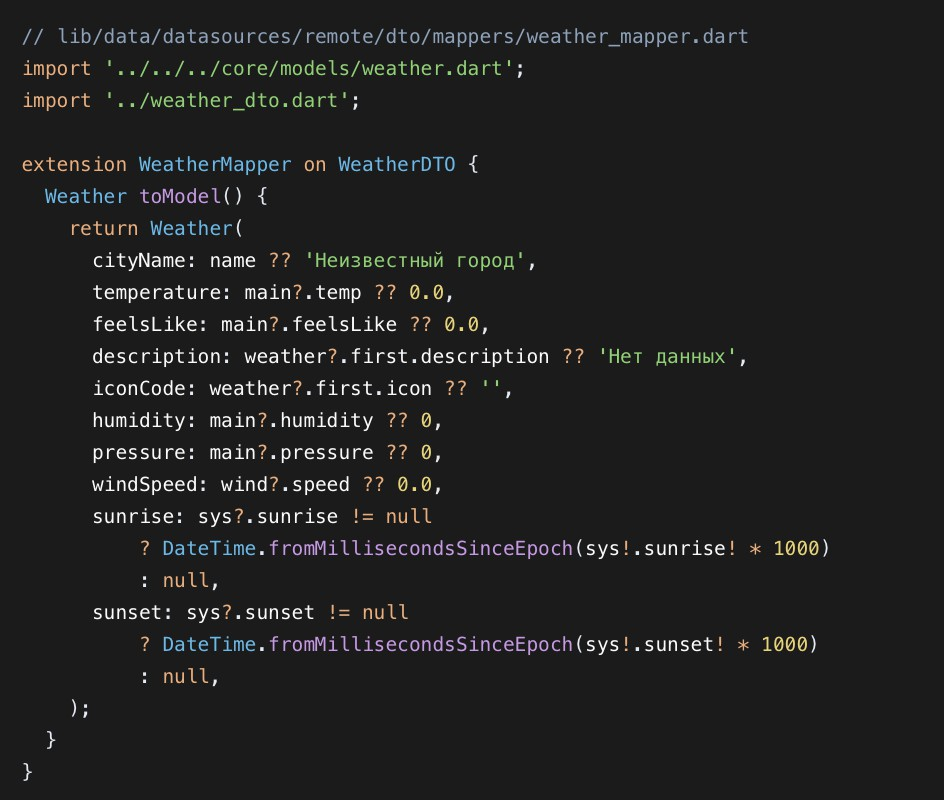 // lib/data/datasources/remote/dto/mappers/weather_mapper.dart
import '../../../core/models/weather.dart';
import '../weather_dto.dart';

extension WeatherMapper on WeatherDTO {
  Weather toModel() {
    return Weather(
      cityName: name ?? 'Неизвестный город',
      temperature: main?.temp ?? 0.0,
      feelsLike: main?.feelsLike ?? 0.0,
      description: weather?.first.description ?? 'Нет данных',
      iconCode: weather?.first.icon ?? '',
      humidity: main?.humidity ?? 0,
      pressure: main?.pressure ?? 0,
      windSpeed: wind?.speed ?? 0.0,
      sunrise: sys?.sunrise != null
          ? DateTime.fromMillisecondsSinceEpoch(sys!.sunrise! * 1000)
          : null,
      sunset: sys?.sunset != null
          ? DateTime.fromMillisecondsSinceEpoch(sys!.sunset! * 1000)
          : null,
    );
  }
}